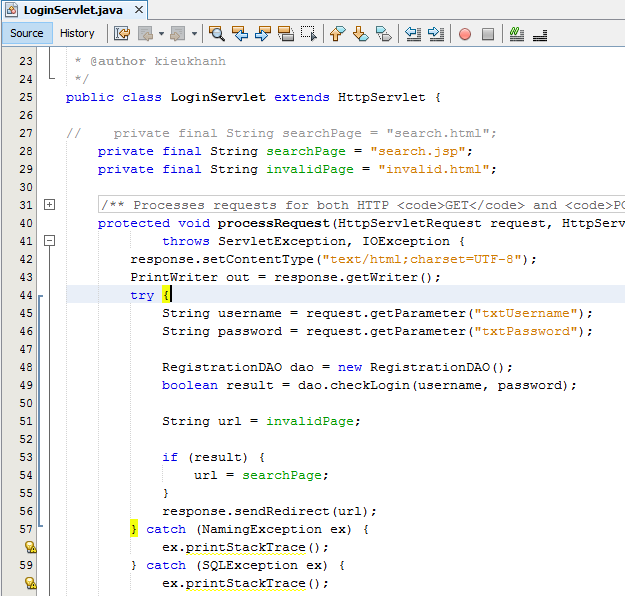 LoginServlet.java
Source History
23 * @author kieukhanh
24 */
25 public class LoginServlet extends HttpServlet {
26
27 // private final String searchPage = "search.html";
28 private final String searchPage = "search.jsp";
29 private final String invalidPage = "invalid.html";
30
31 /** Processes requests for both HTTP <code>GET</code> and <code>PO
40 protected void processRequest(HttpServletRequest request, HttpServ
41 throws ServletException, IOException {
42 response.setContentType("text/html;charset=UTF-8");
43 PrintWriter out = response.getWriter();
44 try {
45 String username = request.getParameter("txtUsername");
46 String password = request.getParameter("txtPassword");
47
48 RegistrationDAO dao = new RegistrationDAO();
49 boolean result = dao.checkLogin(username, password);
50
51 String url = invalidPage;
52
53 if (result) {
54 url = searchPage;
55 }
56 response.sendRedirect(url);
57 } catch (NamingException ex) {
ex.printStackTrace();
59 } catch (SQLException ex) {
ex.printStackTrace();